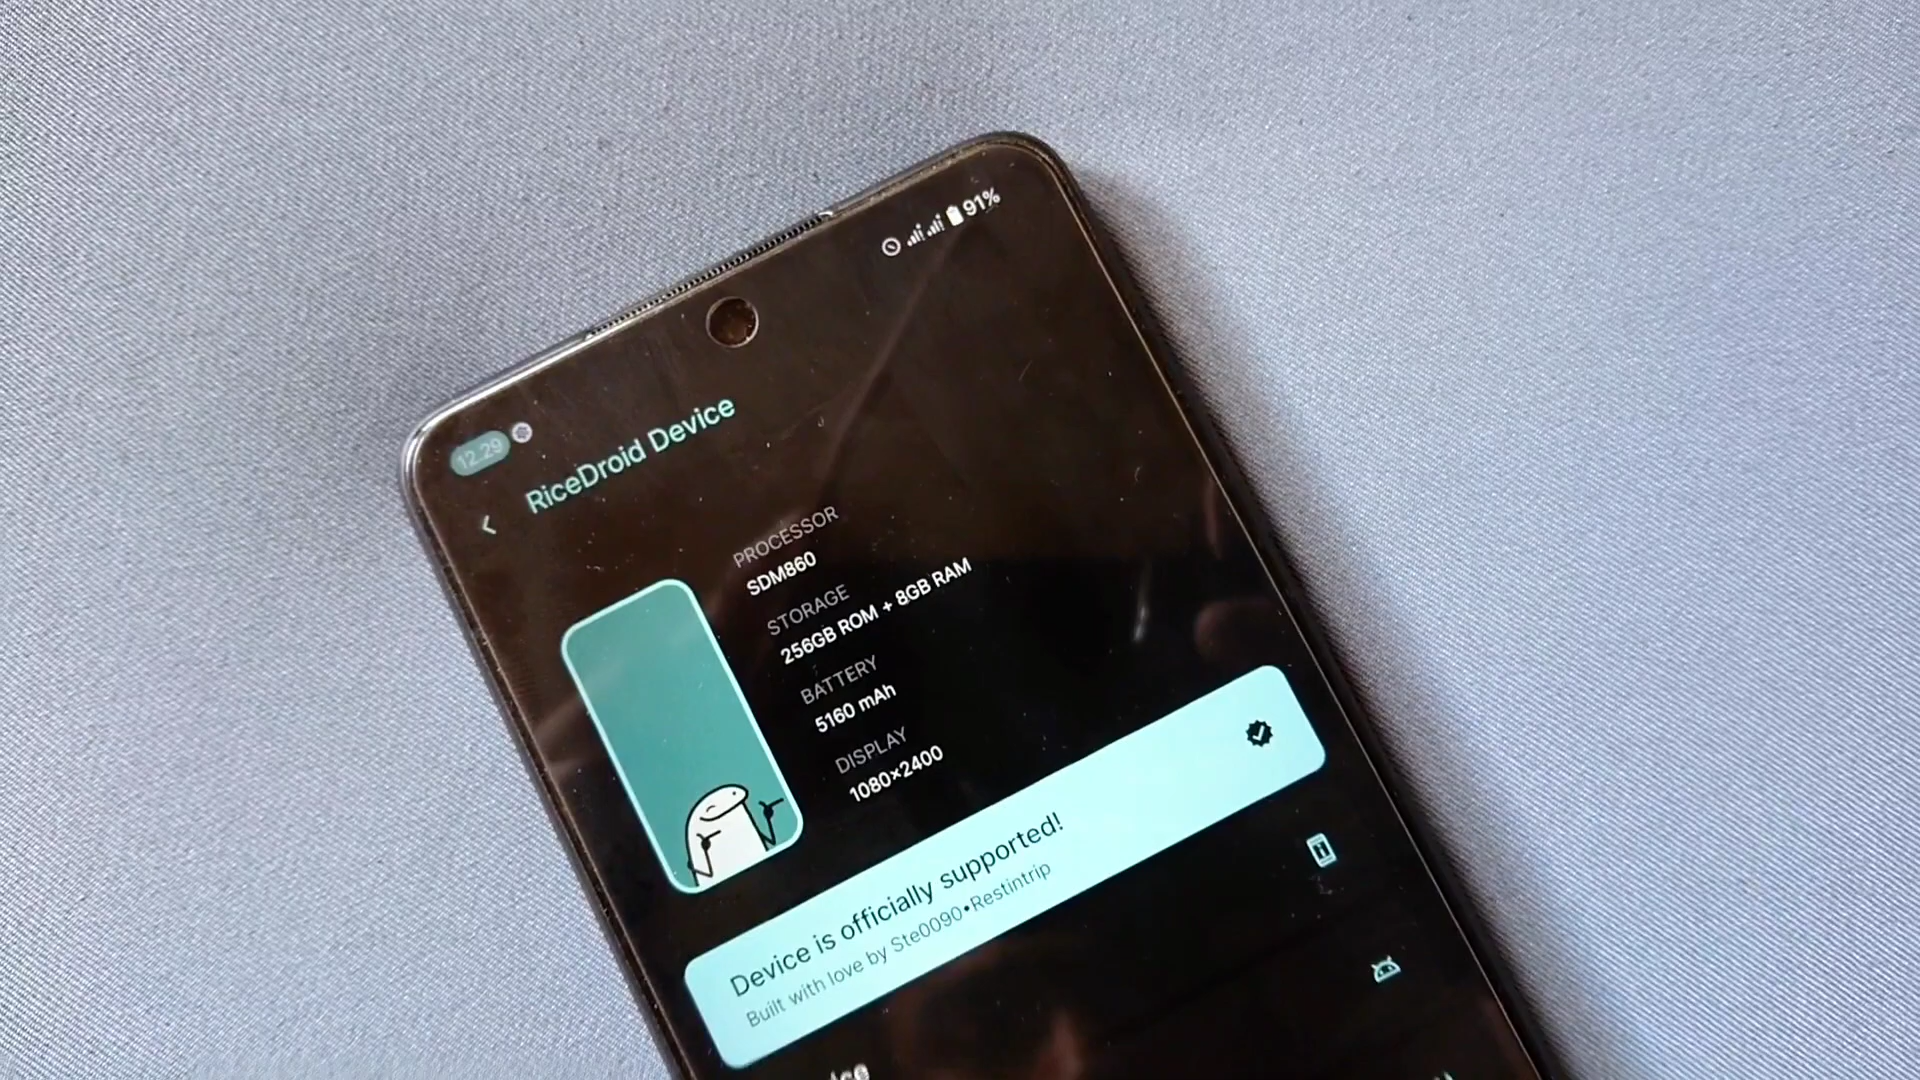 12.29
91%
RiceDroid Device
PROCESSOR
SDM860
STORAGE
256GB ROM + 8GB RAM
BATTERY
5160 mAh
DISPLAY
1080×2400
Device is officially supported!
Built with love by Ste0090•Restintrip